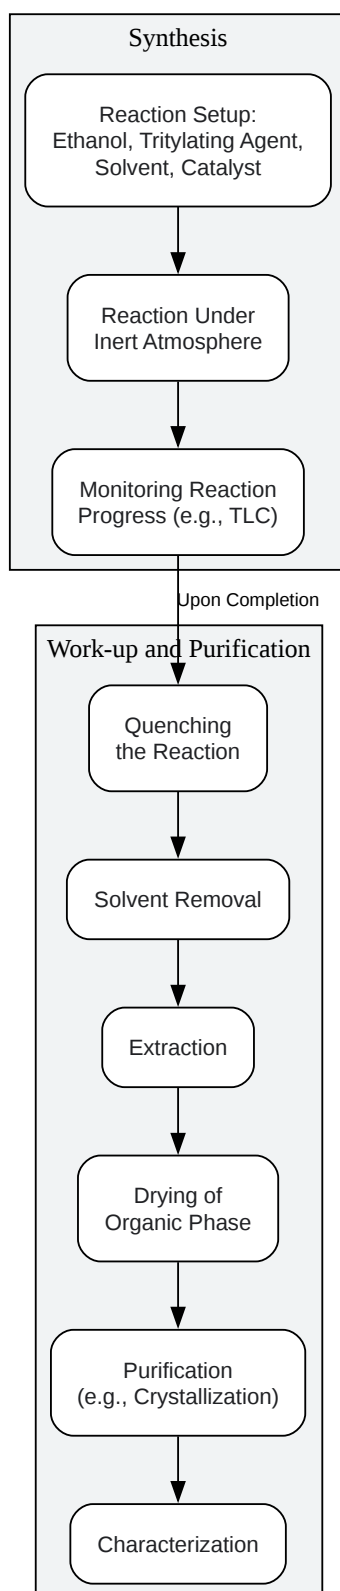 Synthesis
Reaction Setup:
Ethanol, Tritylating Agent,
Solvent, Catalyst
Reaction Under
Inert Atmosphere
Monitoring Reaction
Progress (e.g., TLC)
Upon Completion
Work-up and Purification
Quenching
the Reaction
Solvent Removal
Extraction
Drying of
Organic Phase
Purification
(e.g., Crystallization)
Characterization